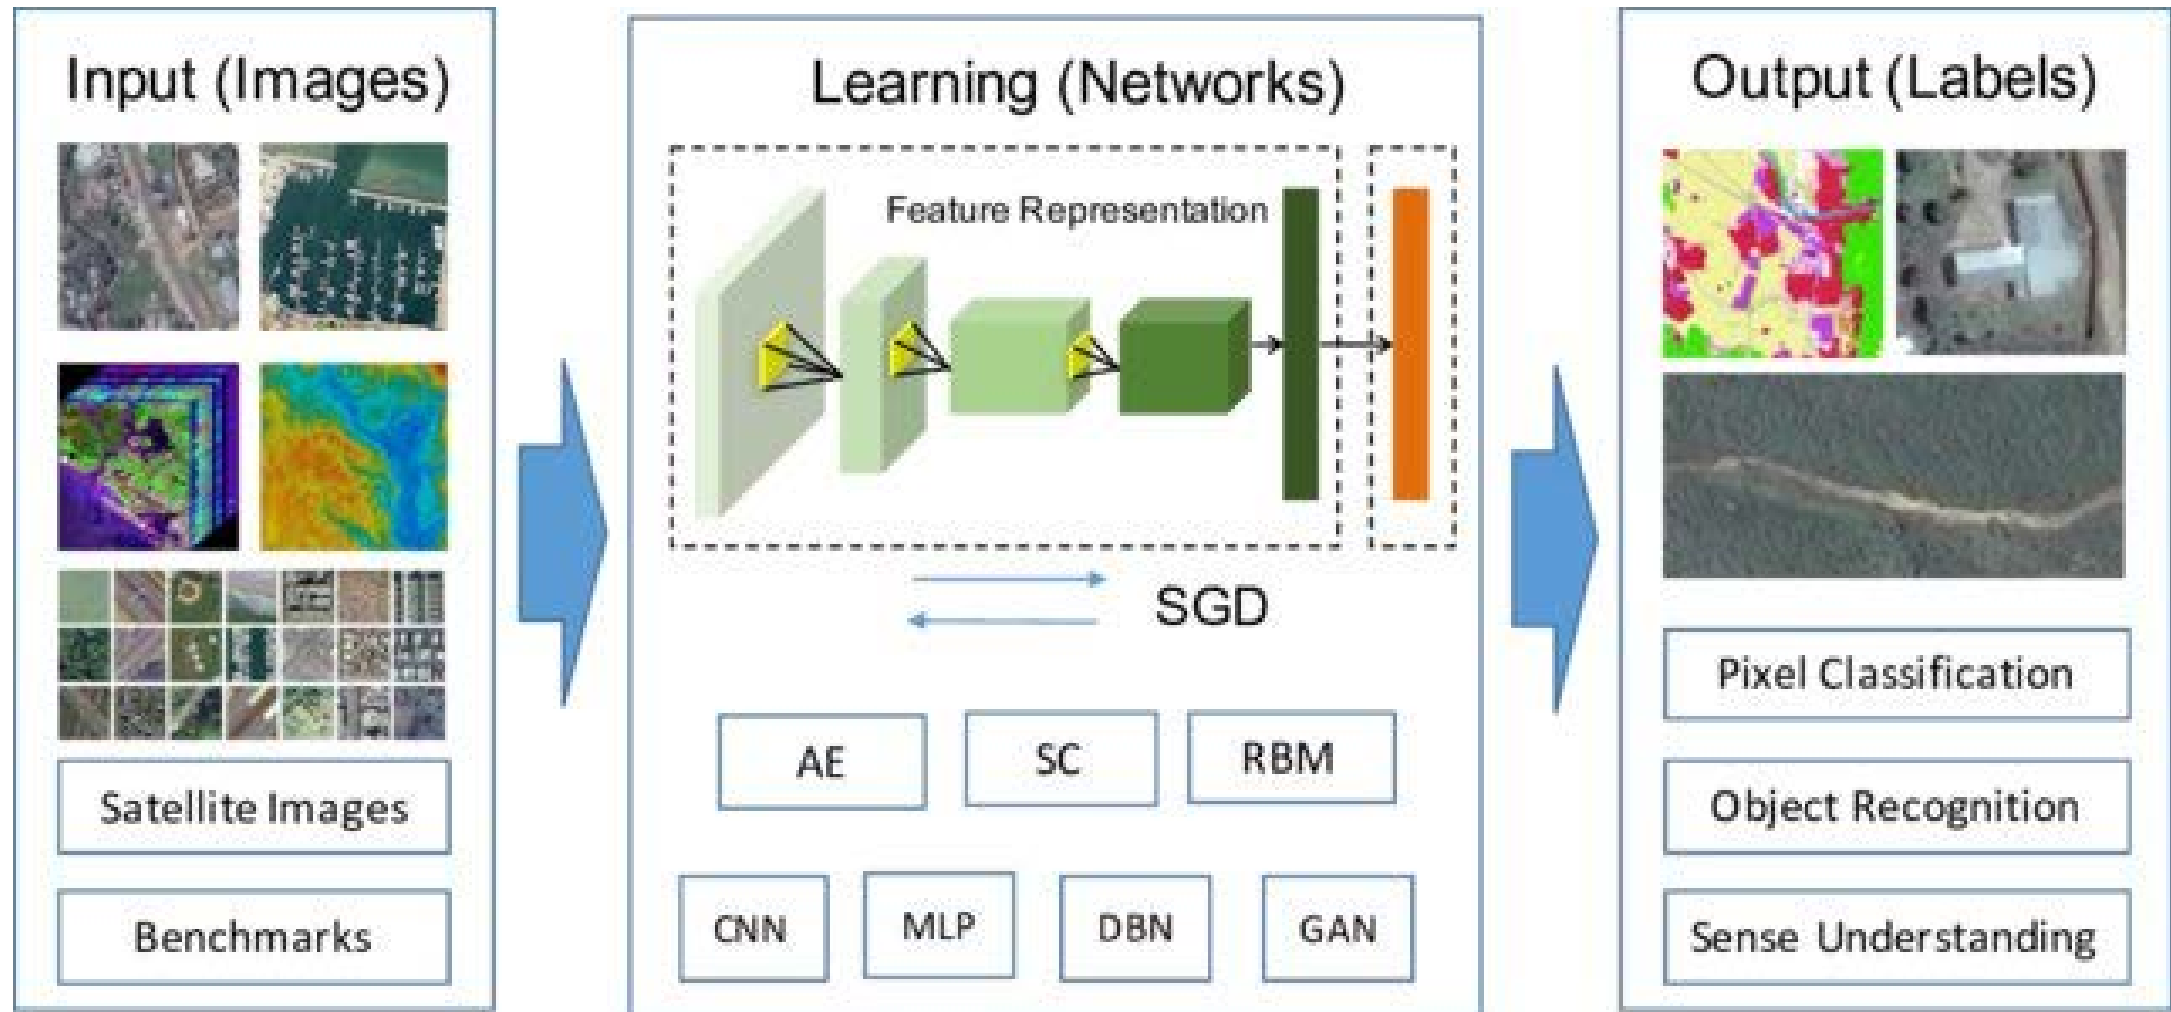 Input (Images)
Satellite Images
Benchmarks
Learning (Networks)
Feature Representation
SGD
AE
SC
RBM
CNN
MLP
DBN
GAN
Output (Labels)
Pixel Classification
Object Recognition
Sense Understanding